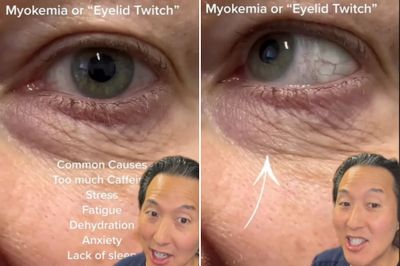 Myokemia or “Eyelid Twitch”
Common Causes
Too much Caffei
Stress
Fatigue
Dehydration
Anxiety
Lack of sleep
Myokemia or “Eyelid Twitch”